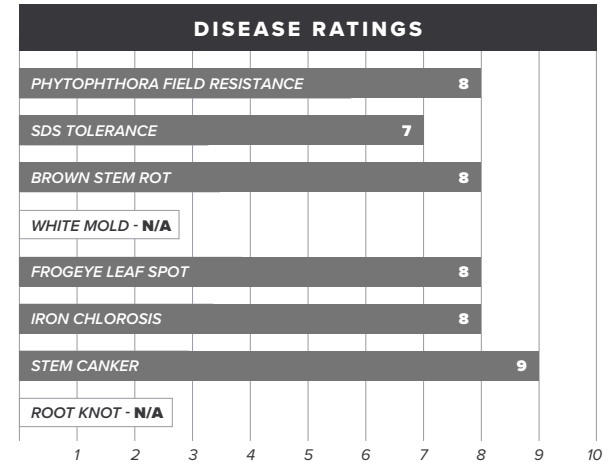 DISEASE RATINGS
PHYTOPHTHORA FIELD RESISTANCE 8
SDS TOLERANCE 7
BROWN STEM ROT 8
WHITE MOLD - N/A
FROGEYE LEAF SPOT 8
IRON CHLOROSIS 8
STEM CANKER 9
ROOT KNOT - N/A
1 2 3 4 5 6 7 8 9 10